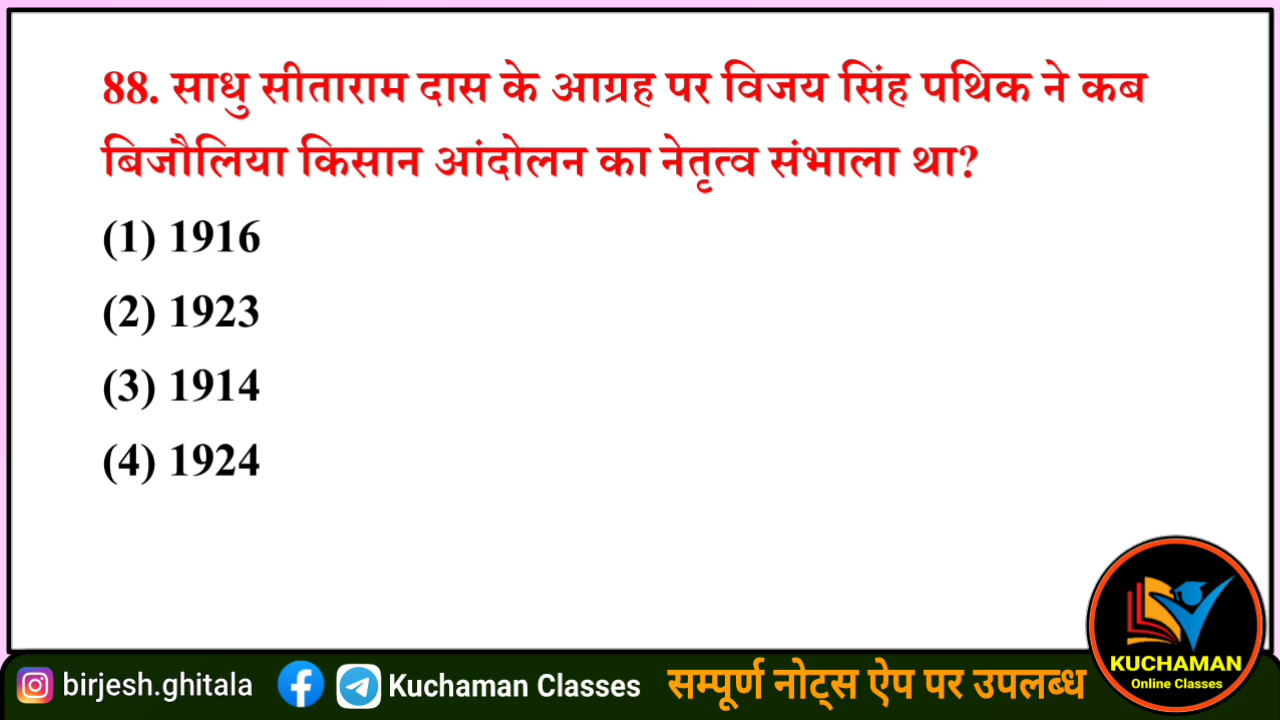 88. साधु सीताराम दास के आग्रह पर विजय सिंह पथिक ने कब
बिजौलिया किसान आंदोलन का नेतृत्व संभाला था?
(1) 1916
(2) 1923
(3) 1914
(4) 1924
KUCHAMAN
Online Classes
birjesh.ghitala
Kuchaman Classes
सम्पूर्ण नोट्स ऐप पर उपलब्ध